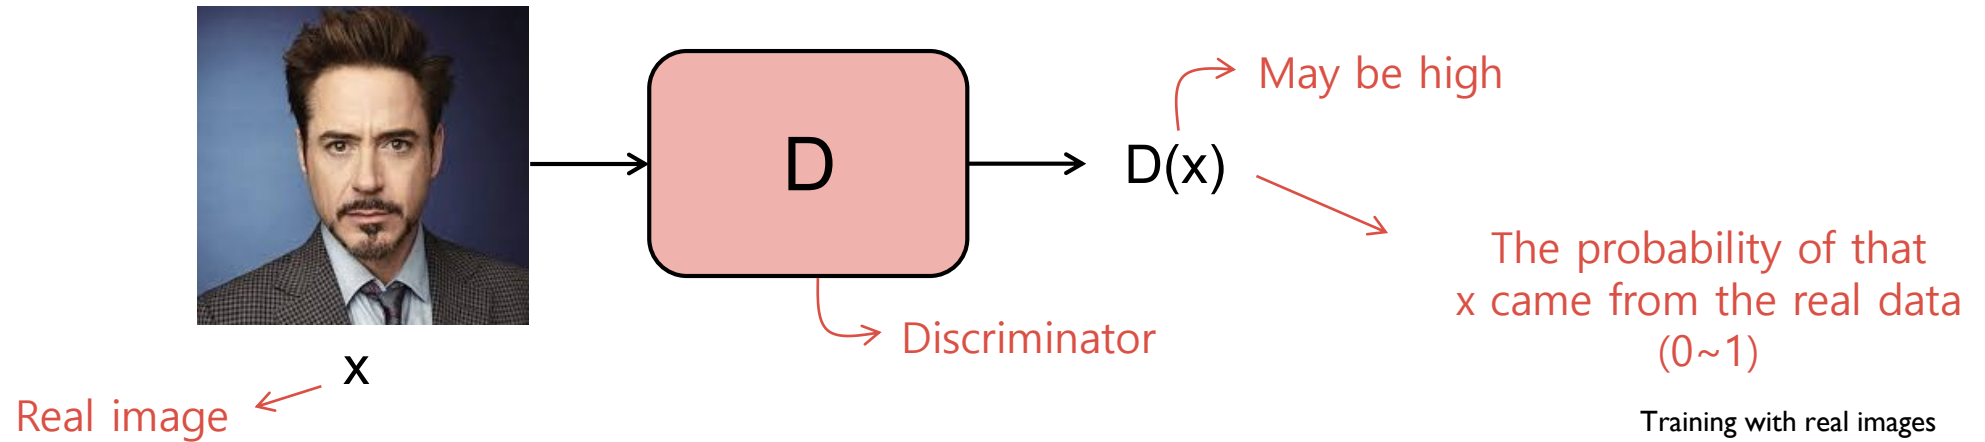 May be high
D
D(x)
The probability of that
x came from the real data
(0~1)
Discriminator
x
Real image
Training with real images